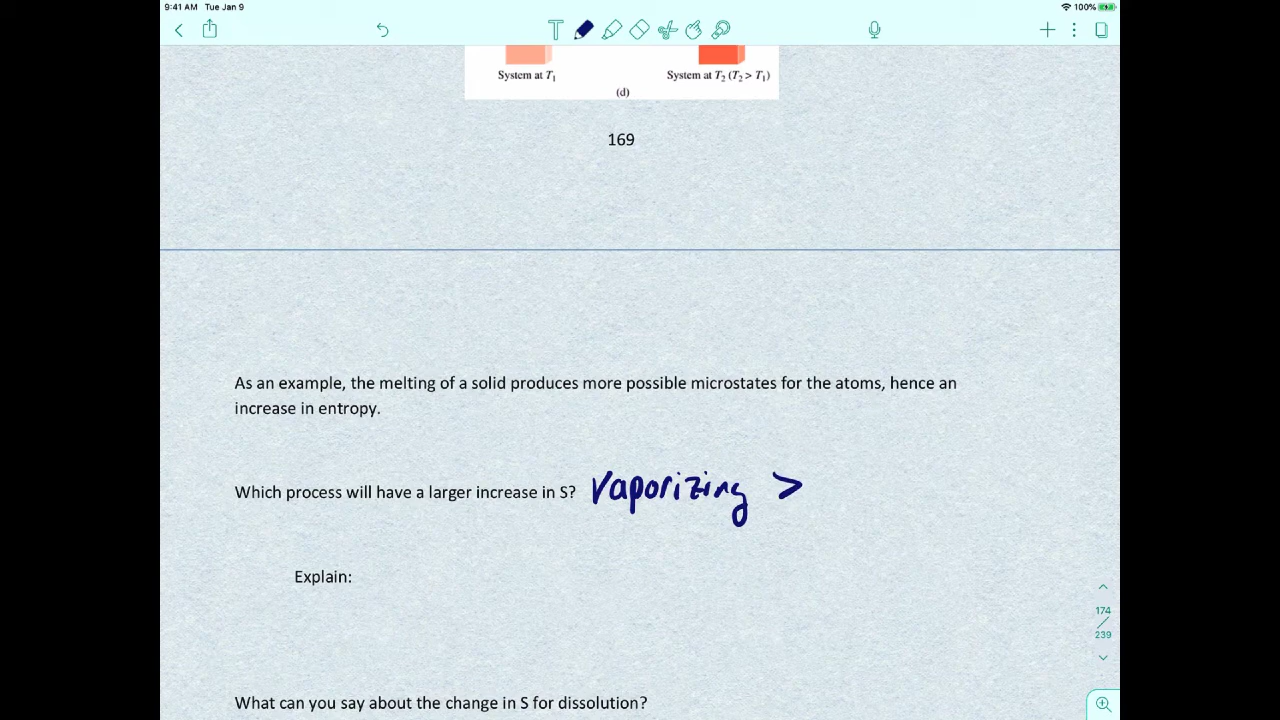 9:41 AM Tue Jan 9 100%
System at T₁ System at T₂ (T₂ > T₁)
(d)
169
As an example, the melting of a solid produces more possible microstates for the atoms, hence an
increase in entropy.
Which process will have a larger increase in S? vaporizing >
Explain:
174
239
What can you say about the change in S for dissolution?